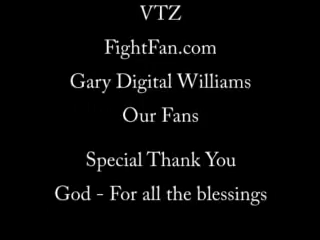 VTZ
FightFan.com
Gary Digital Williams
Our Fans
Special Thank You
God - For all the blessings